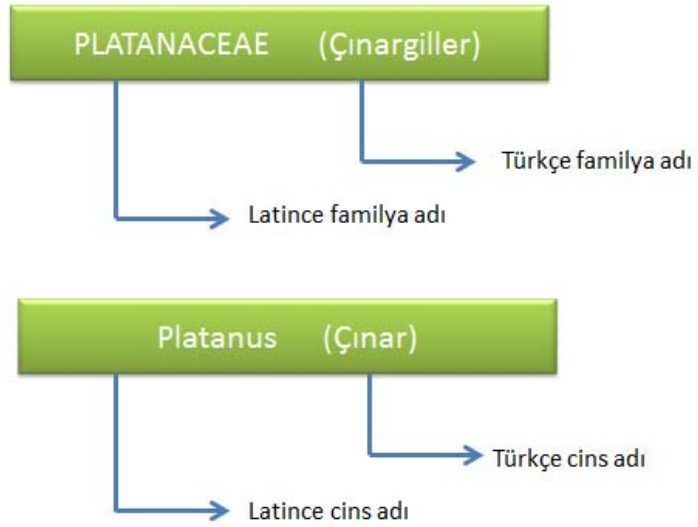 PLATANACEAE (Çınargiller)
Türkçe familya adı
Latince familya adı
Platanus (Çınar)
Türkçe cins adı
Latince cins adı